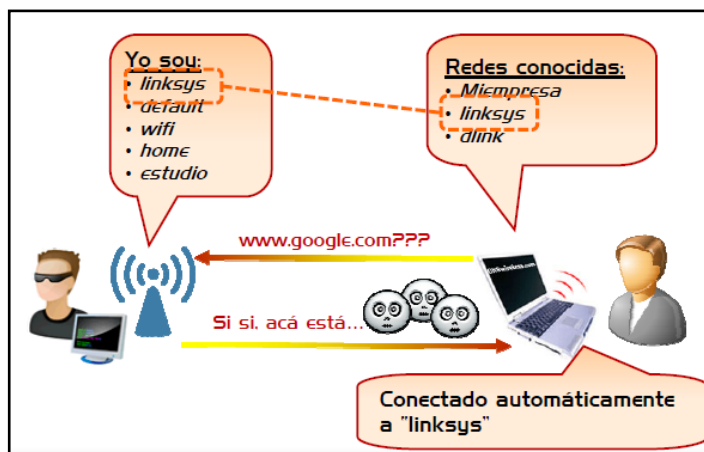 Yo soy:
• linksys
• default
• wifi
• home
• estudio
Redes conocidas:
• Miempresa
• linksys
• dlink
www.google.com???
Si si, acá está...
Conectado automáticamente
a "linksys"